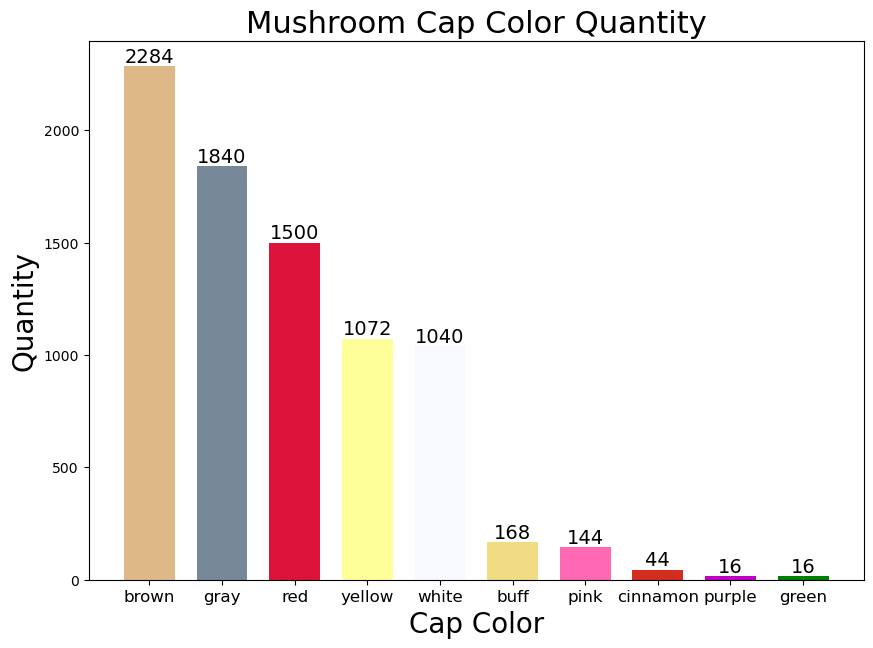 Mushroom Cap Color Quantity
Quantity
2000
1500
1000
500
0
2284
1840
1500
1072
1040
168
144
44
16
16
brown
gray
red
yellow
white
buff
pink
cinnamon
purple
green
Cap Color